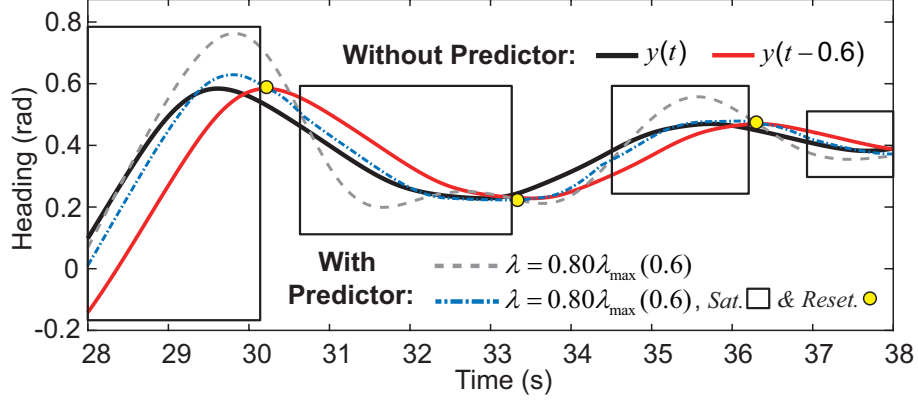 0.8
0.6
0.4
0.2
0
-0.2
Heading (rad)
Without Predictor: y(t) y(t−0.6)
With Predictor:
λ = 0.80λmax(0.6)
λ = 0.80λmax(0.6), Sat. & Reset.
28 29 30 31 32 33 34 35 36 37 38
Time (s)